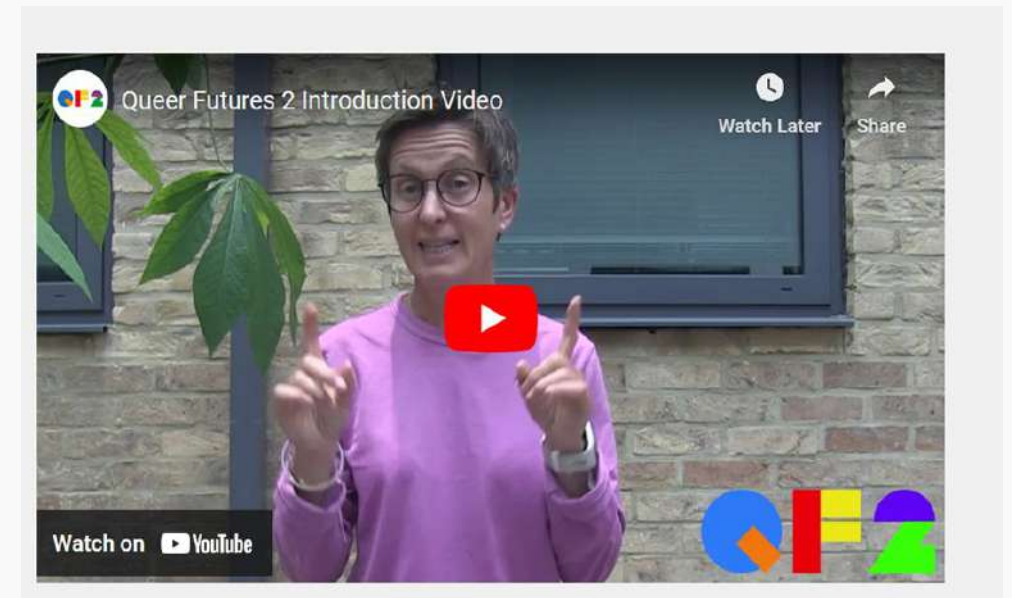 QF2 Queer Futures 2 Introduction Video
Watch Later Share
Watch on YouTube
QF2